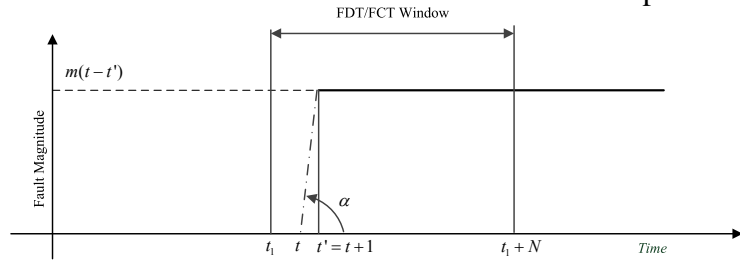 FDT/FCT Window
m(t − t')
Fault Magnitude
α
t₁ t t' = t + 1 t₁ + N Time